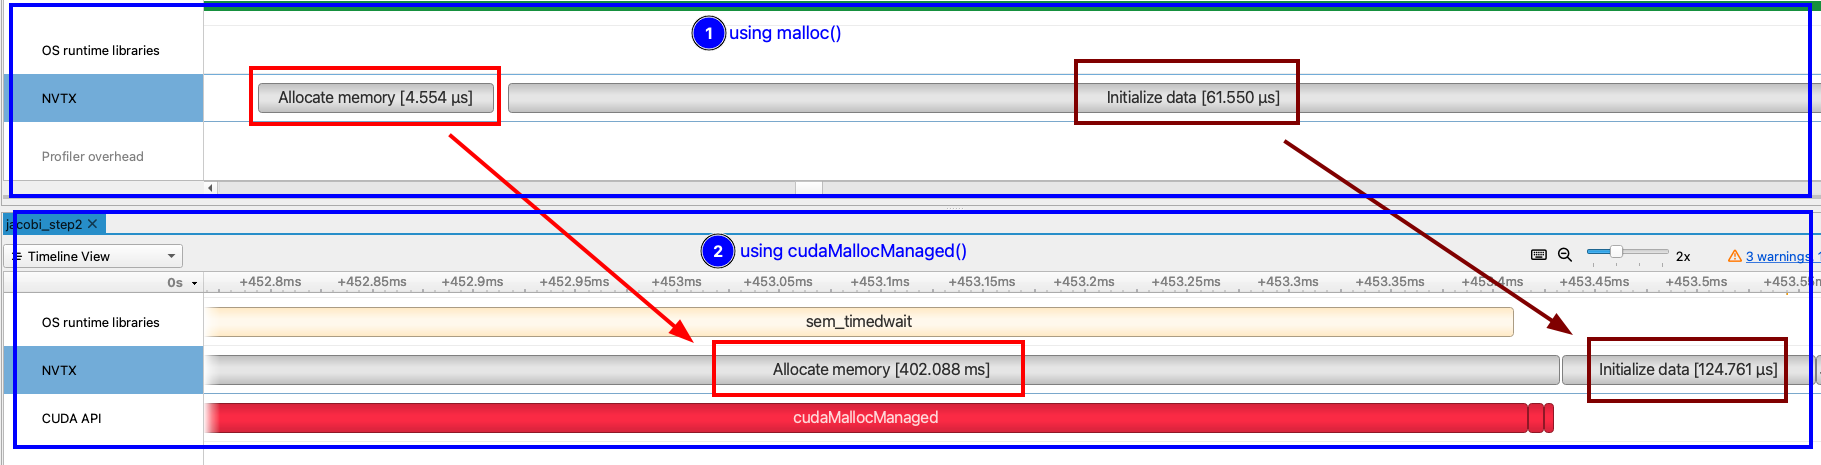 1 using malloc()
OS runtime libraries
NVTX
Allocate memory [4.554 µs]
Initialize data [61.550 µs]
Profiler overhead
jacobi_step2
2 using cudaMallocManaged()
Timeline View
2x
3 warnings, 1
0s
+452.8ms +452.85ms +452.9ms +452.95ms +453ms +453.05ms +453.1ms +453.15ms +453.2ms +453.25ms +453.3ms +453.35ms +453.4ms +453.45ms +453.5ms +453.55m
OS runtime libraries
sem_timedwait
NVTX
Allocate memory [402.088 ms]
Initialize data [124.761 µs]
CUDA API
cudaMallocManaged